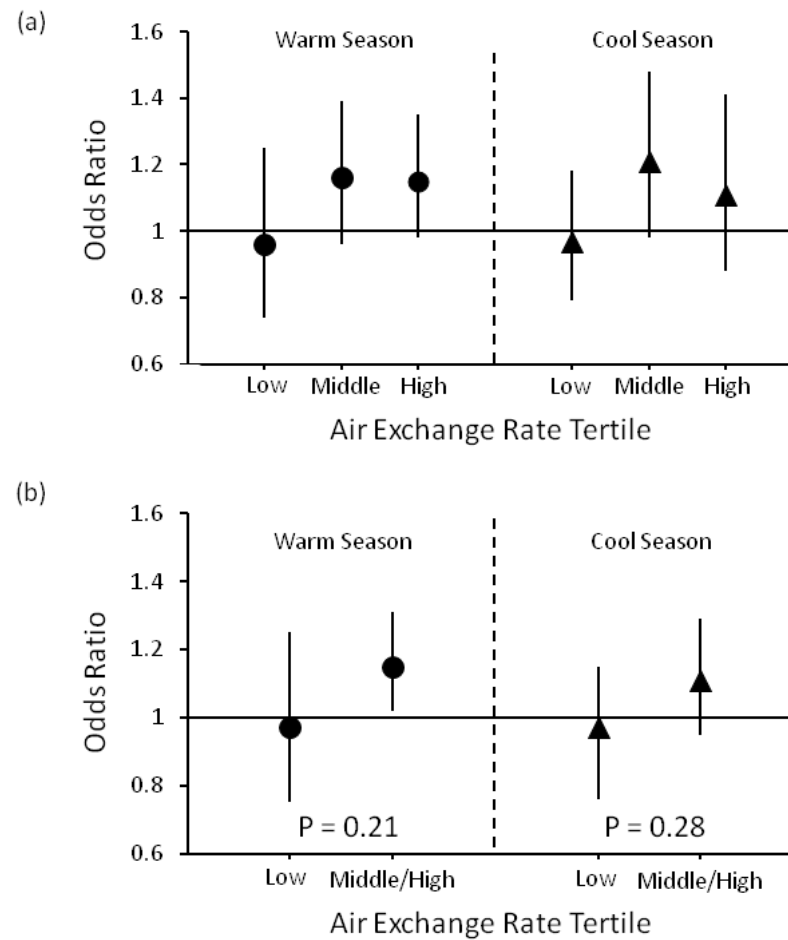 (a)
1.6
1.4
1.2
1
0.8
0.6
Odds Ratio
Warm Season
Cool Season
Low Middle High
Low Middle High
Air Exchange Rate Tertile
(b)
1.6
1.4
1.2
1
0.8
0.6
Odds Ratio
Warm Season
Cool Season
P = 0.21
P = 0.28
Low Middle/High
Low Middle/High
Air Exchange Rate Tertile